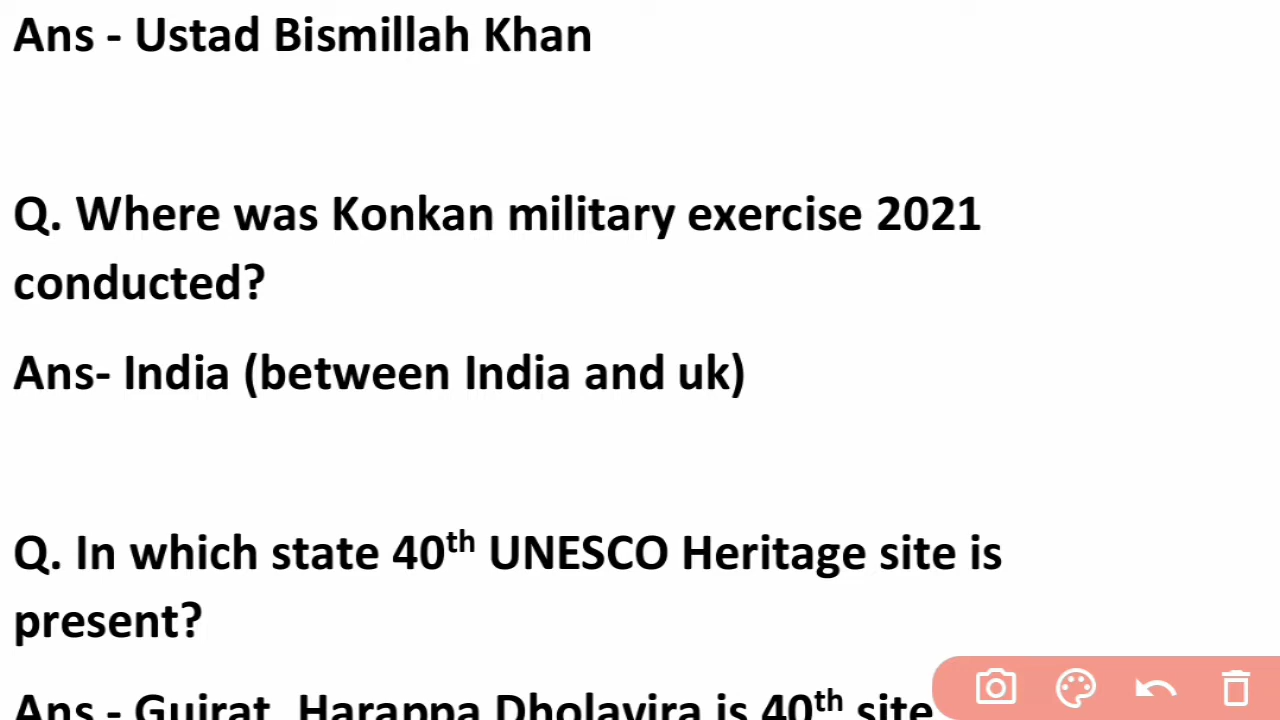 Ans - Ustad Bismillah Khan
Q. Where was Konkan military exercise 2021
conducted?
Ans- India (between India and uk)
Q. In which state 40th UNESCO Heritage site is
present?
Ans - Gujrat, Harappa Dholavira is 40th site